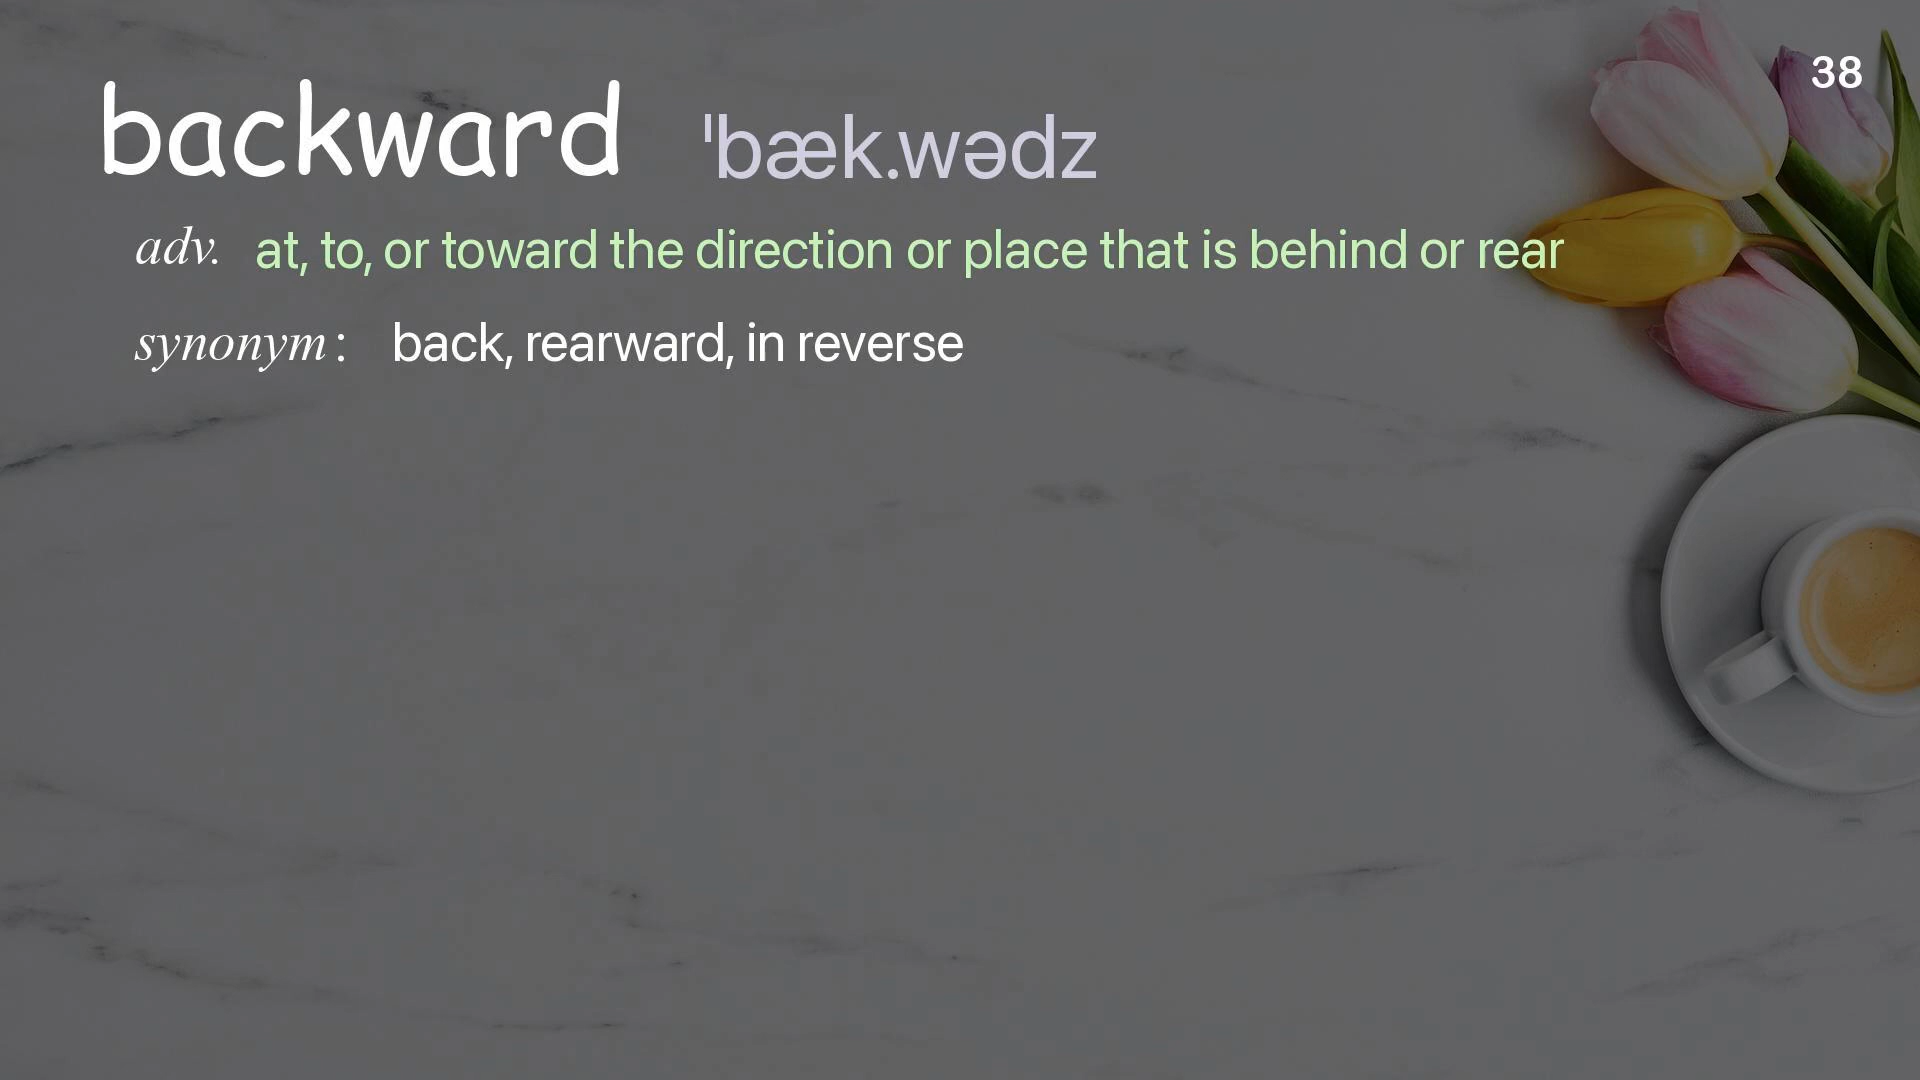 38
backward ˈbæk.wədz
adv. at, to, or toward the direction or place that is behind or rear
synonym : back, rearward, in reverse